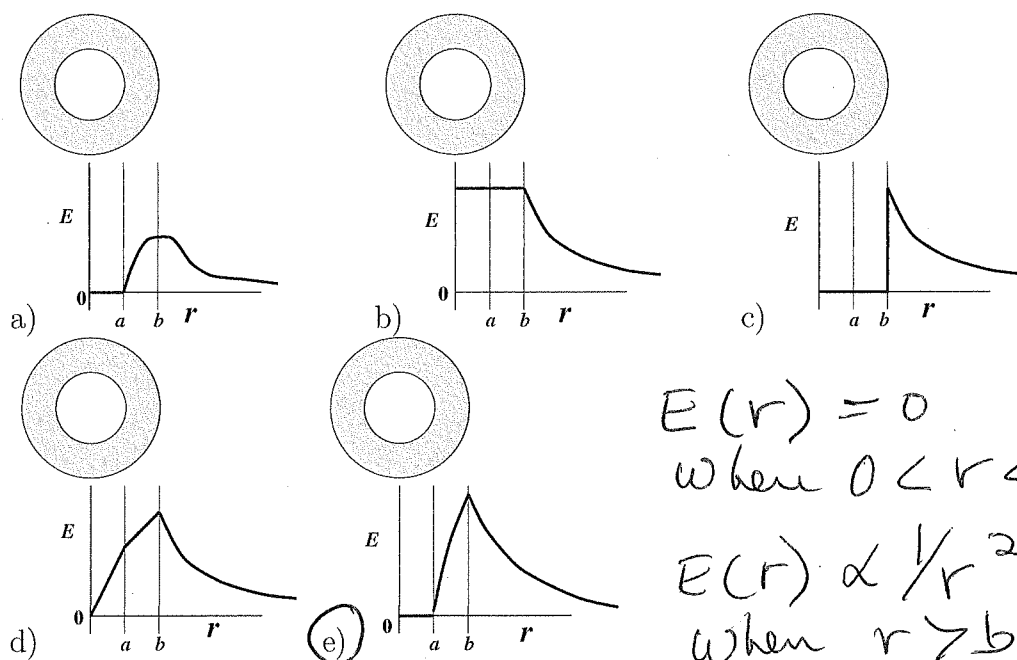 E
E
E
0
0
a b r
a b r
a b r
a)
b)
c)
E(r) = 0
when 0 < r <
E
E
E(r) ∝ 1/r²
0
0
a b r
a b r
d)
e)
when r > b